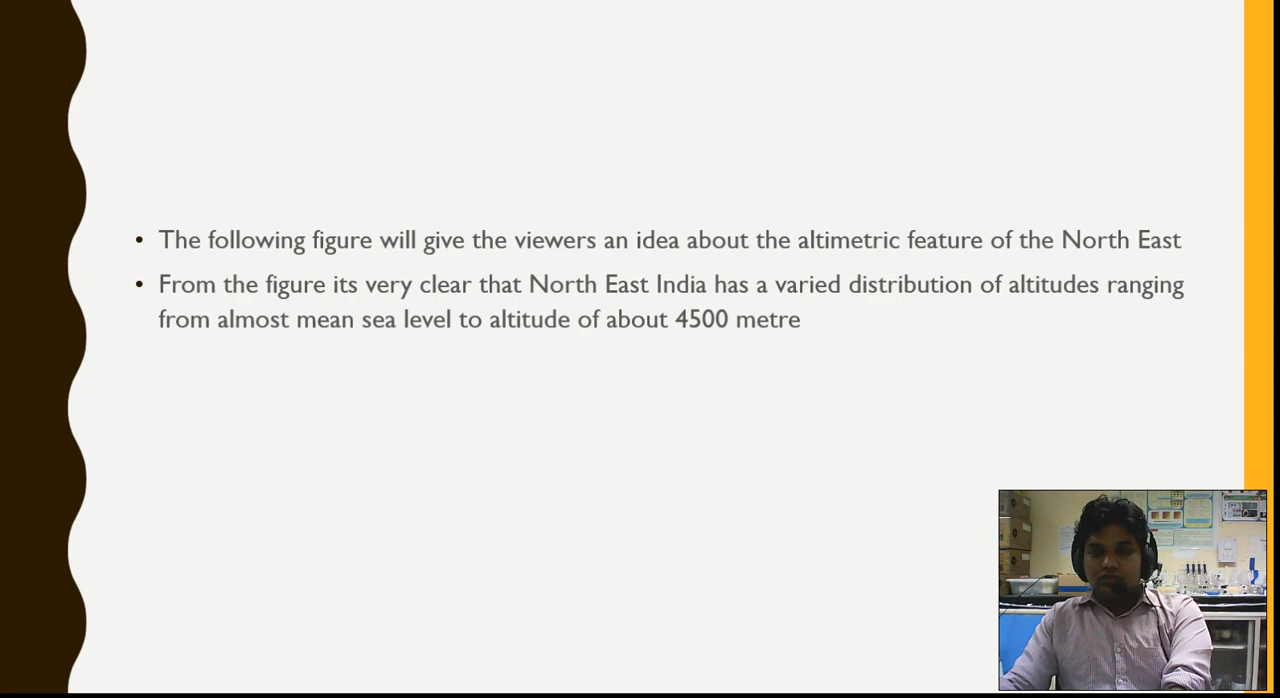 • The following figure will give the viewers an idea about the altimetric feature of the North East
• From the figure its very clear that North East India has a varied distribution of altitudes ranging
from almost mean sea level to altitude of about 4500 metre